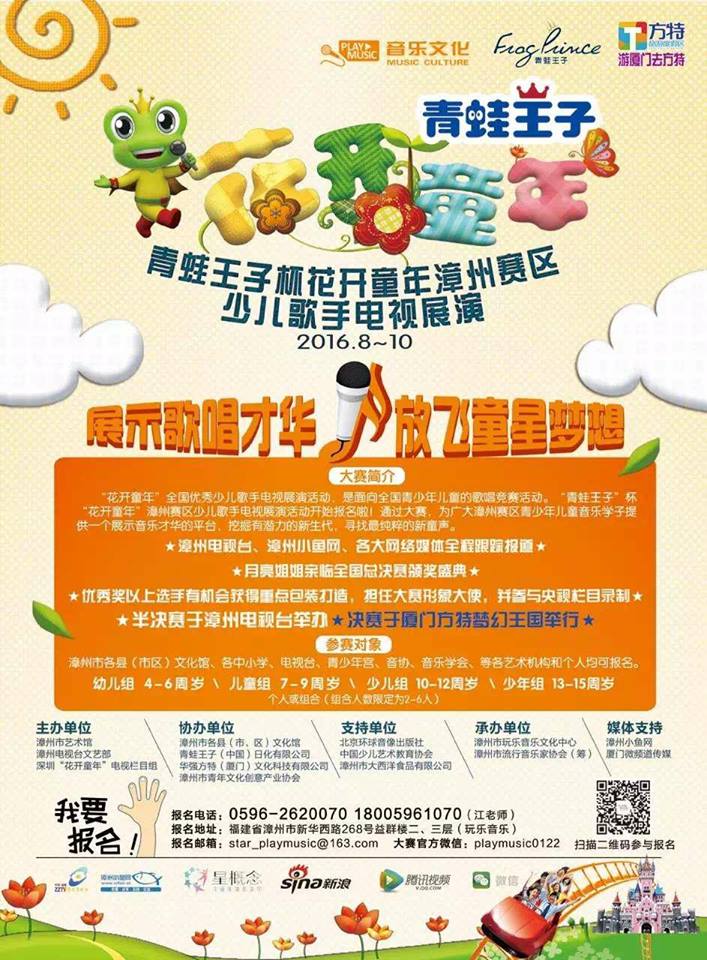 PLAY MUSIC 音乐文化 MUSIC CULTURE
Frog Prince 青蛙王子
方特
游厦门去方特
青蛙王子
花开童年
青蛙王子杯花开童年漳州赛区
少儿歌手电视展演
2016.8~10
展示歌唱才华 放飞童星梦想
大赛简介
“花开童年”全国优秀少儿歌手电视展演活动，是面向全国青少年儿童的歌唱竞赛活动。“青蛙王子”杯
“花开童年”漳州赛区少儿歌手电视展演活动开始报名啦！通过大赛，为广大漳州赛区青少年儿童音乐学子提
供一个展示音乐才华的平台，挖掘有潜力的新生代，寻找最纯粹的新童声。
★漳州电视台、漳州小鱼网、各大网络媒体全程跟踪报道★
★月亮姐姐亲临全国总决赛颁奖盛典★
★优秀奖以上选手有机会获得重点包装打造，担任大赛形象大使，并参与央视栏目录制★
★半决赛于漳州电视台举办★决赛于厦门方特梦幻王国举行★
参赛对象
漳州市各县（市区）文化馆、各中小学、电视台、青少年宫、音协、音乐学会、等各艺术机构和个人均可报名。
幼儿组 4-6周岁 \ 儿童组 7-9周岁 \ 少儿组 10-12周岁 \ 少年组 13-15周岁
个人或组合（组合人数限定为2-6人）
主办单位
漳州市艺术馆
漳州电视台文艺部
深圳“花开童年”电视栏目组
协办单位
漳州市各县（市、区）文化馆
青蛙王子（中国）日化有限公司
华强方特（厦门）文化科技有限公司
漳州市青年文化创意产业协会
支持单位
北京环球音像出版社
中国少儿艺术教育协会
漳州市大西洋食品有限公司
承办单位
漳州市玩乐音乐文化中心
漳州市流行音乐家协会（筹）
媒体支持
漳州小鱼网
厦门微频道传媒
我要报名！
报名电话：0596-2620070 18005961070（江老师）
报名地址：福建省漳州市新华西路268号益群楼二、三层（玩乐音乐）
报名邮箱：star_playmusic@163.com 大赛官方微信：playmusic0122
扫描二维码参与报名
星概念
sina新浪
腾讯视频
V.QQ.COM
微信